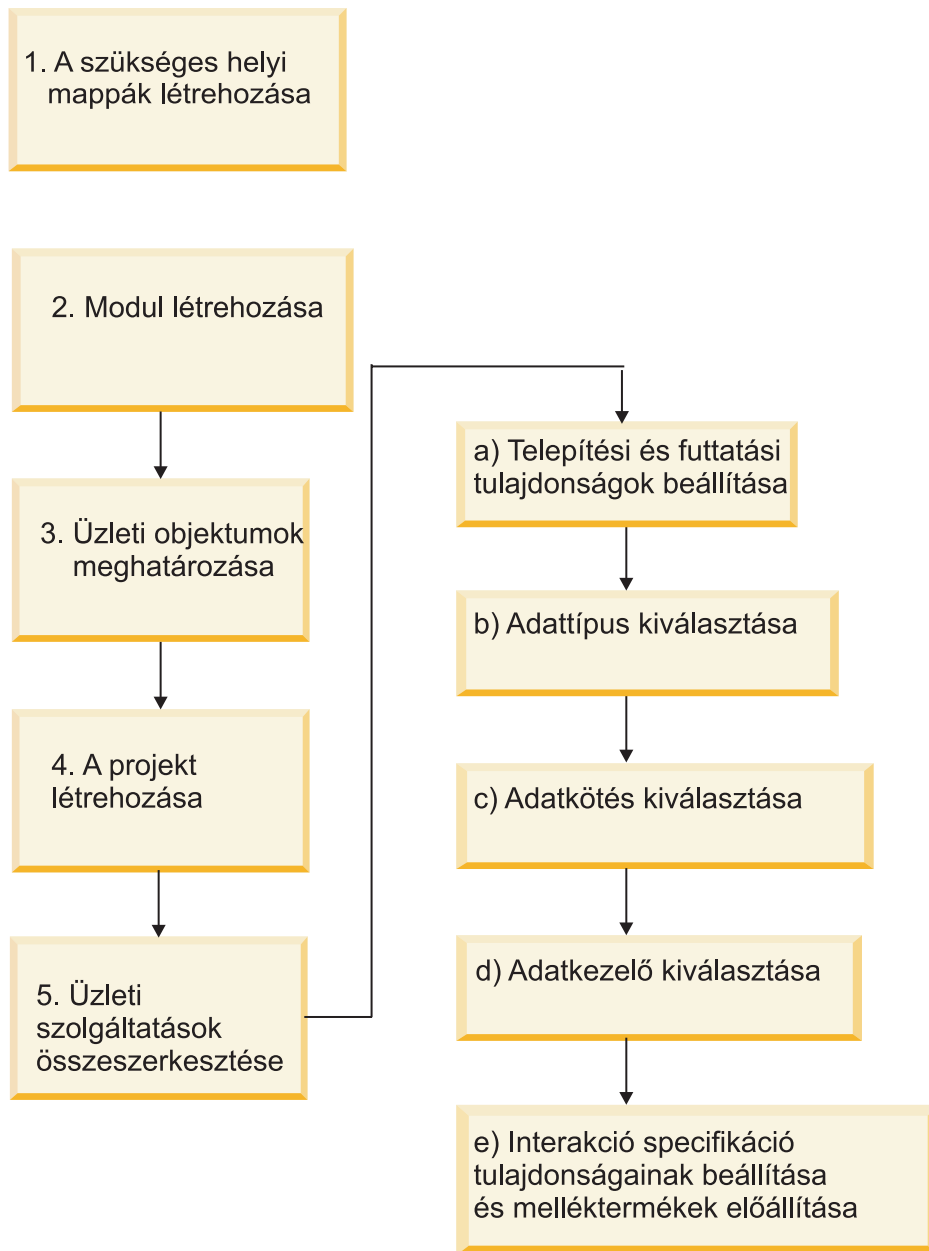 1. A szükséges helyi
mappák létrehozása
2. Modul létrehozása
3. Üzleti objektumok
meghatározása
4. A projekt
létrehozása
5. Üzleti
szolgáltatások
összeszerkesztése
a) Telepítési és futtatási
tulajdonságok beállítása
b) Adattípus kiválasztása
c) Adatkötés kiválasztása
d) Adatkezelő kiválasztása
e) Interakció specifikáció
tulajdonságainak beállítása
és melléktermékek előállítása